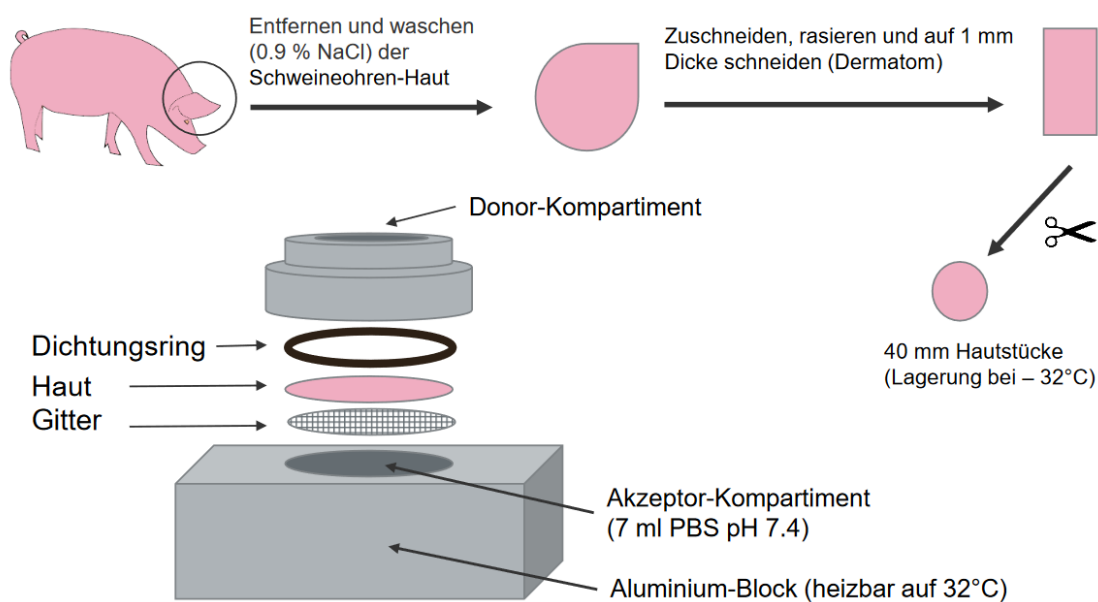 Entfernen und waschen
(0.9 % NaCl) der
Schweineohren-Haut
Zuschneiden, rasieren und auf 1 mm
Dicke schneiden (Dermatom)
Donor-Kompartiment
40 mm Hautstücke
(Lagerung bei – 32°C)
Dichtungsring
Haut
Gitter
Akzeptor-Kompartiment
(7 ml PBS pH 7.4)
Aluminium-Block (heizbar auf 32°C)